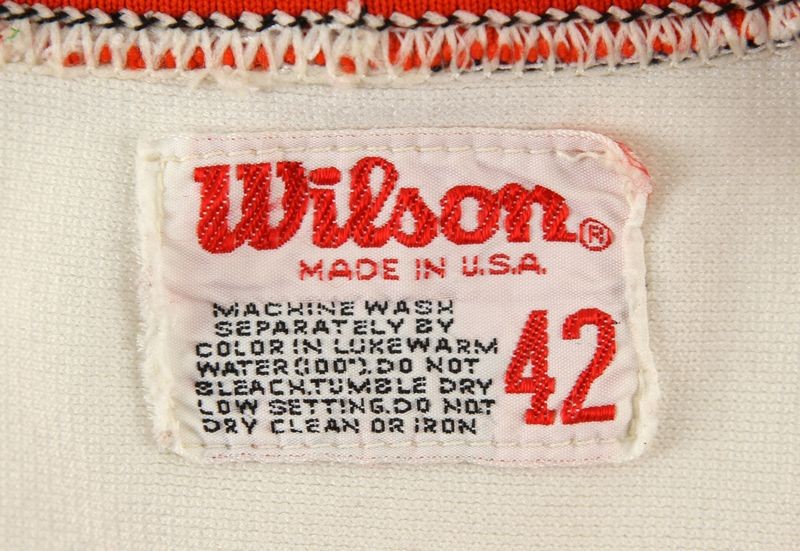 Wilson®
MADE IN U.S.A.
MACHINE WASH
SEPARATELY BY
COLOR IN LUKEWARM
WATER(100°).DO NOT
BLEACH.TUMBLE DRY
LOW SETTING.DO NOT
DRY CLEAN OR IRON
42